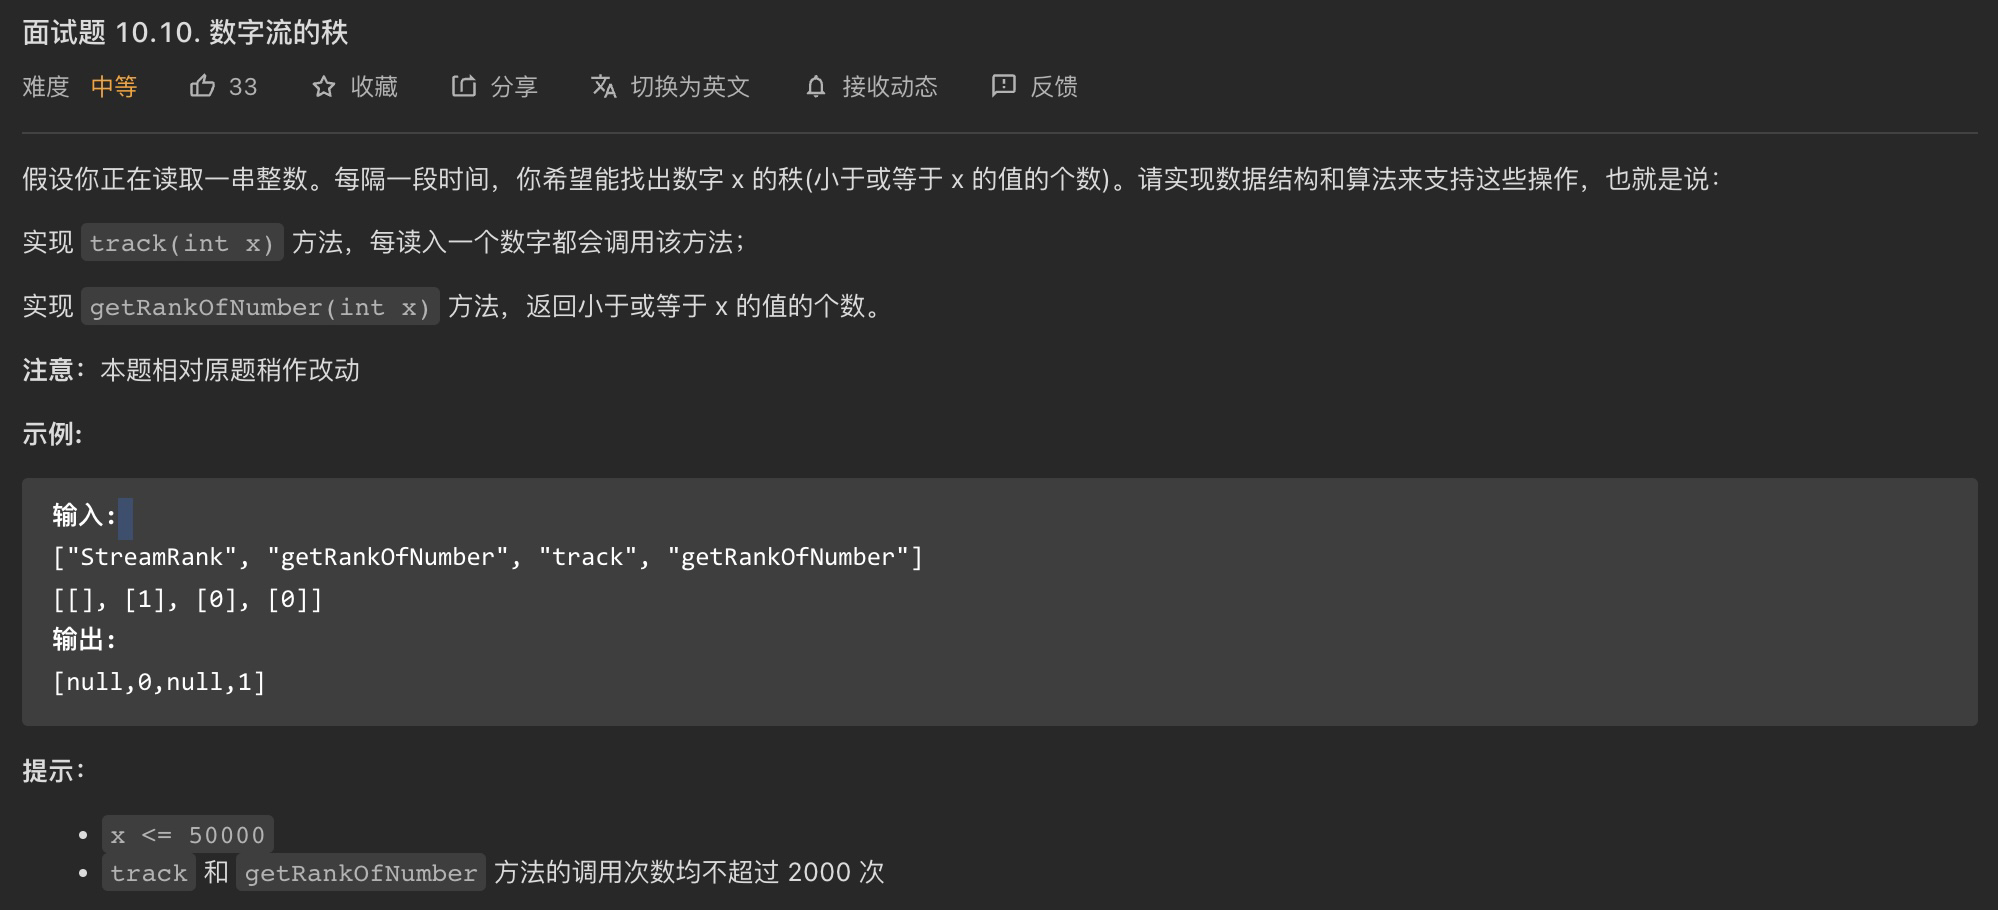 面试题 10.10. 数字流的秩
难度 中等 33 收藏 分享 切换为英文 接收动态 反馈
假设你正在读取一串整数。每隔一段时间，你希望能找出数字 x 的秩(小于或等于 x 的值的个数)。请实现数据结构和算法来支持这些操作，也就是说：
实现 track(int x) 方法，每读入一个数字都会调用该方法；
实现 getRankOfNumber(int x) 方法，返回小于或等于 x 的值的个数。
注意：本题相对原题稍作改动
示例:
输入:
["StreamRank", "getRankOfNumber", "track", "getRankOfNumber"]
[[], [1], [0], [0]]
输出:
[null,0,null,1]
提示：
• x <= 50000
• track 和 getRankOfNumber 方法的调用次数均不超过 2000 次